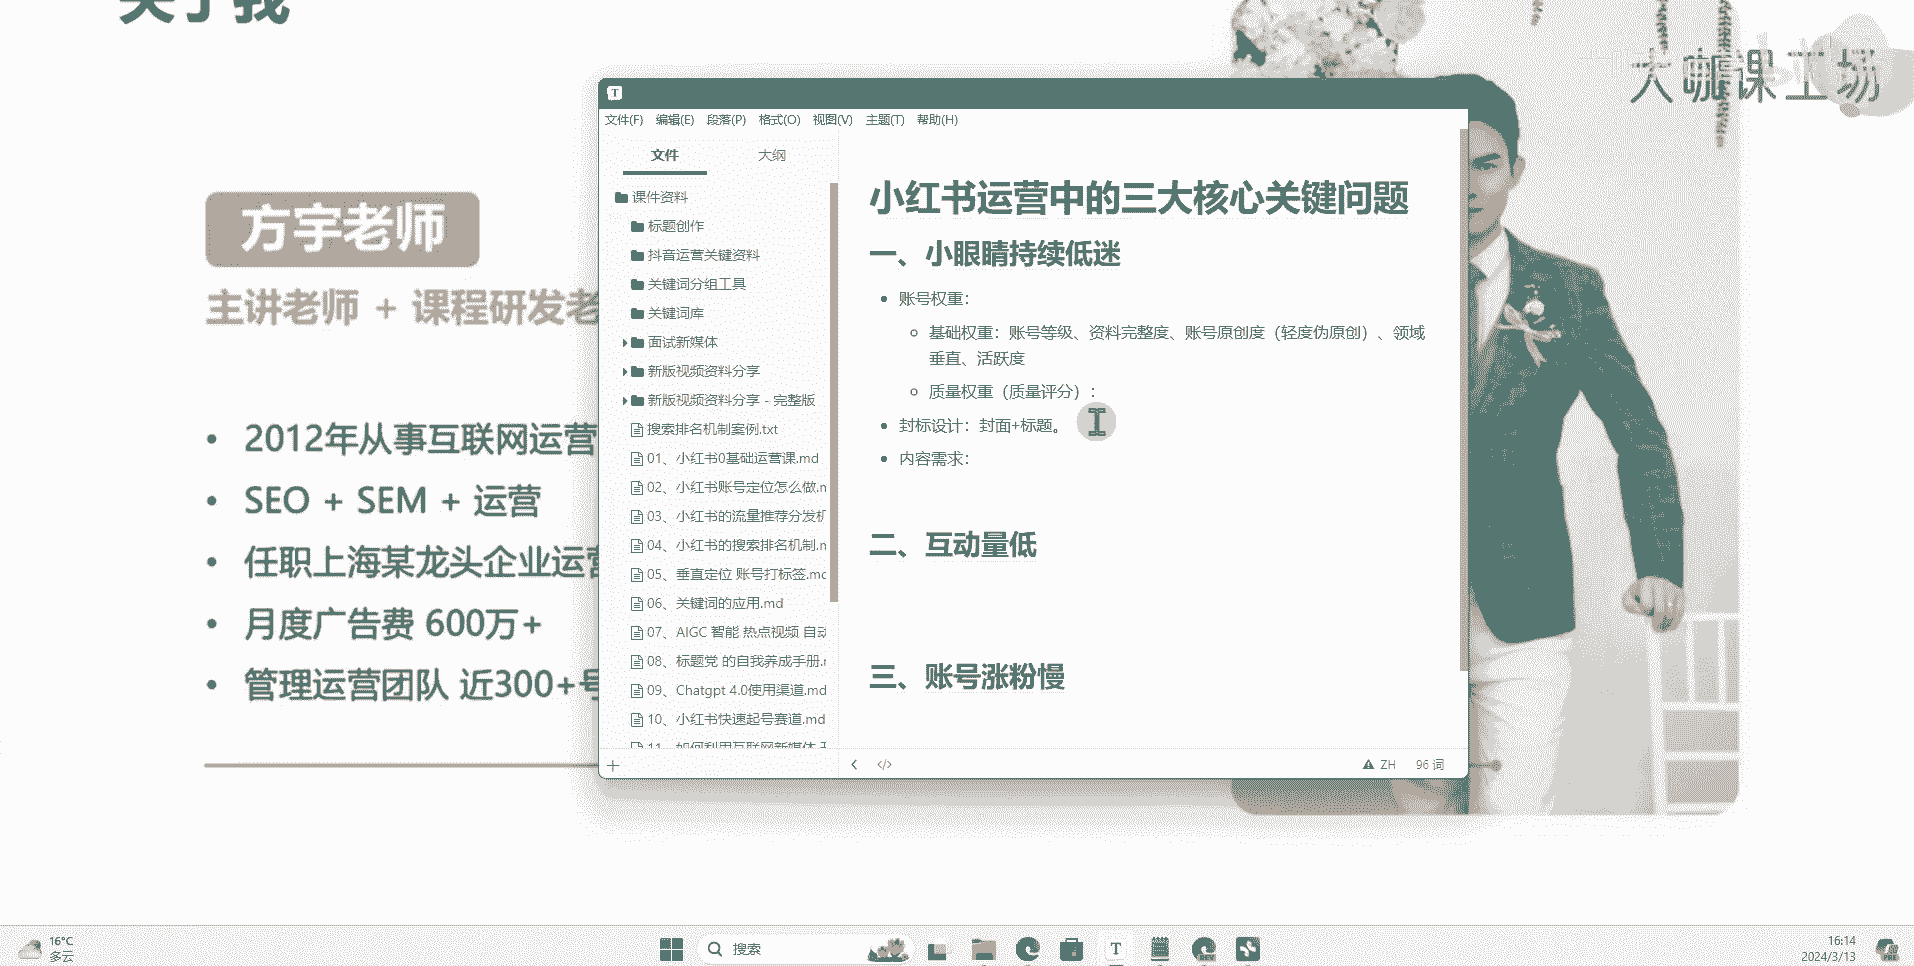 关于我
大咖课工场
方宇老师
主讲老师 + 课程研发老
• 2012年从事互联网运营
• SEO + SEM + 运营
• 任职上海某龙头企业运营
• 月度广告费 600万+
• 管理运营团队 近300+号
T
文件(F) 编辑(E) 段落(P) 格式(O) 视图(V) 主题(T) 帮助(H)
文件 大纲
课件资料
标题创作
抖音运营关键资料
关键词分组工具
关键词库
面试新媒体
新版视频资料分享
新版视频资料分享 - 完整版
搜索排名机制案例.txt
01、小红书0基础运营课.md
02、小红书账号定位怎么做.m
03、小红书的流量推荐分发机
04、小红书的搜索排名机制.m
05、垂直定位 账号打标签.mc
06、关键词的应用.md
07、AIGC 智能 热点视频 自动
08、标题党 的自我养成手册.r
09、Chatgpt 4.0使用渠道.md
10、小红书快速起号赛道.md
11、如何利用互联网新媒体
小红书运营中的三大核心关键问题
一、小眼睛持续低迷
• 账号权重：
○ 基础权重：账号等级、资料完整度、账号原创度（轻度伪原创）、领域
垂直、活跃度
○ 质量权重（质量评分）：
• 封标设计：封面+标题。
• 内容需求：
二、互动量低
三、账号涨粉慢
+ < </> ZH 96 词
16°C
多云
搜索
T
DEV
16:14
2024/3/13
PRE